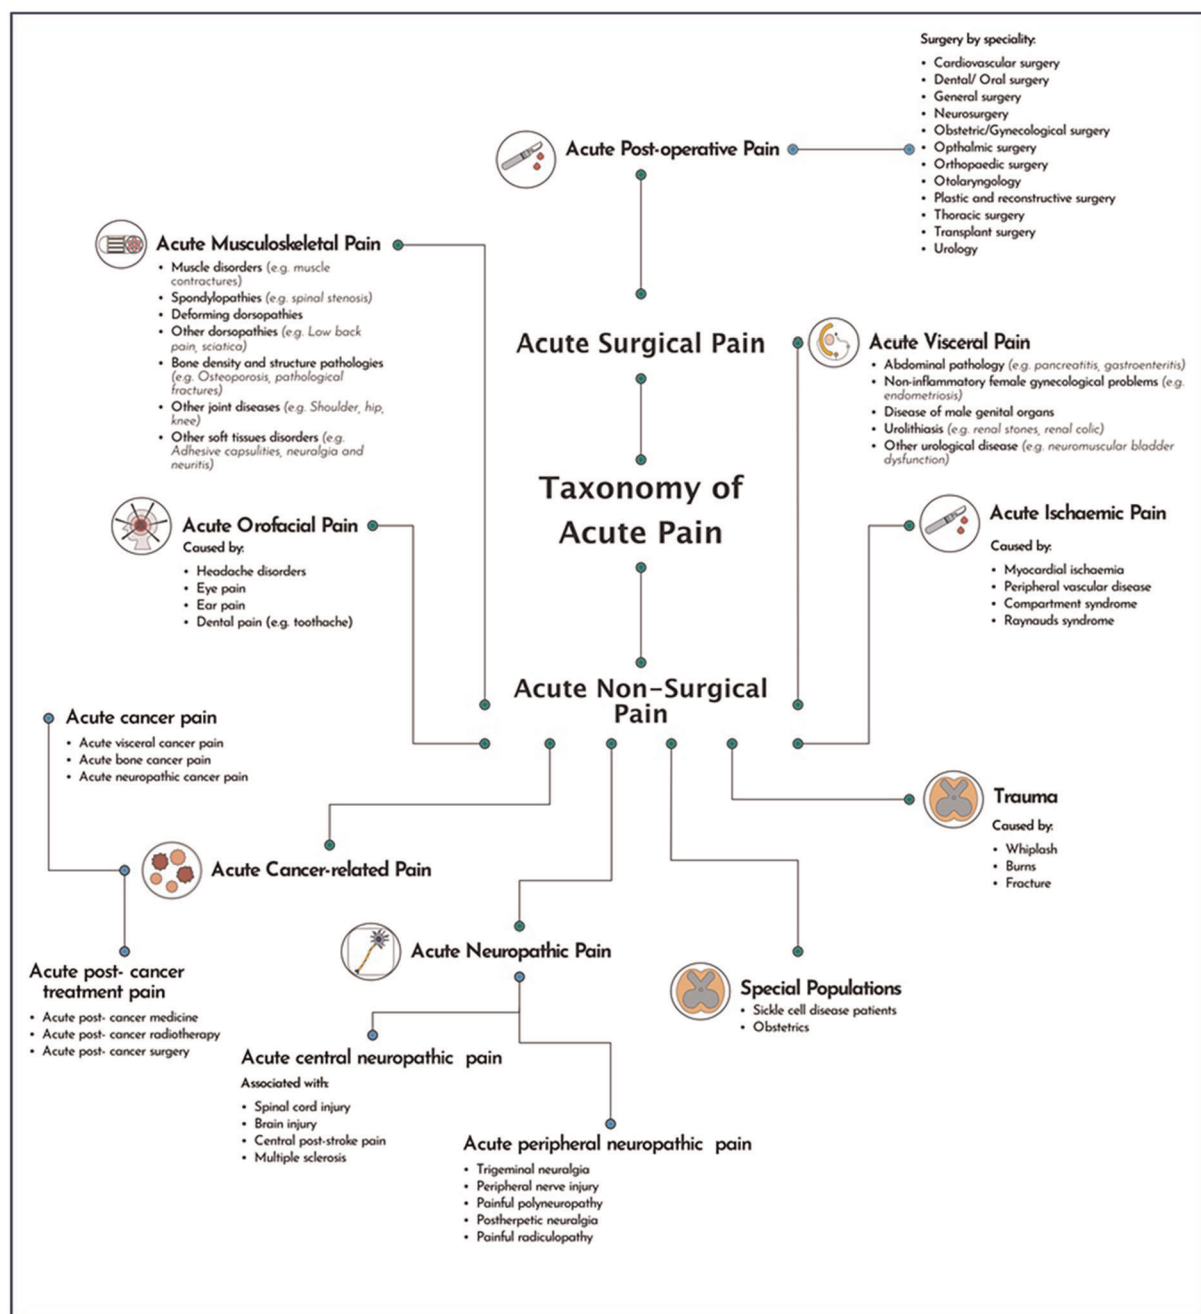 Surgery by speciality:
• Cardiovascular surgery
• Dental/ Oral surgery
• General surgery
• Neurosurgery
• Obstetric/Gynecological surgery
• Opthalmic surgery
• Orthopaedic surgery
• Otolaryngology
• Plastic and reconstructive surgery
• Thoracic surgery
• Transplant surgery
• Urology
Acute Post-operative Pain
Acute Musculoskeletal Pain
• Muscle disorders (e.g. muscle
contractures)
• Spondylopathies (e.g. spinal stenosis)
• Deforming dorsopathies
• Other dorsopathies (e.g. Low back
pain, sciatica)
• Bone density and structure pathologies
(e.g. Osteoporosis, pathological
fractures)
• Other joint diseases (e.g. Shoulder, hip,
knee)
• Other soft tissues disorders (e.g.
Adhesive capsulities, neuralgia and
neuritis)
Acute Surgical Pain
Acute Visceral Pain
• Abdominal pathology (e.g. pancreatitis, gastroenteritis)
• Non-inflammatory female gynecological problems (e.g.
endometriosis)
• Disease of male genital organs
• Urolithiasis (e.g. renal stones, renal colic)
• Other urological disease (e.g. neuromuscular bladder
dysfunction)
Taxonomy of
Acute Pain
Acute Orofacial Pain
Caused by:
• Headache disorders
• Eye pain
• Ear pain
• Dental pain (e.g. toothache)
Acute Ischaemic Pain
Caused by:
• Myocardial ischaemia
• Peripheral vascular disease
• Compartment syndrome
• Raynauds syndrome
Acute Non-Surgical
Pain
Acute cancer pain
• Acute visceral cancer pain
• Acute bone cancer pain
• Acute neuropathic cancer pain
Trauma
Caused by:
• Whiplash
• Burns
• Fracture
Acute Cancer-related Pain
Acute Neuropathic Pain
Acute post- cancer
treatment pain
• Acute post- cancer medicine
• Acute post- cancer radiotherapy
• Acute post- cancer surgery
Special Populations
• Sickle cell disease patients
• Obstetrics
Acute central neuropathic pain
Associated with:
• Spinal cord injury
• Brain injury
• Central post-stroke pain
• Multiple sclerosis
Acute peripheral neuropathic pain
• Trigeminal neuralgia
• Peripheral nerve injury
• Painful polyneuropathy
• Postherpetic neuralgia
• Painful radiculopathy